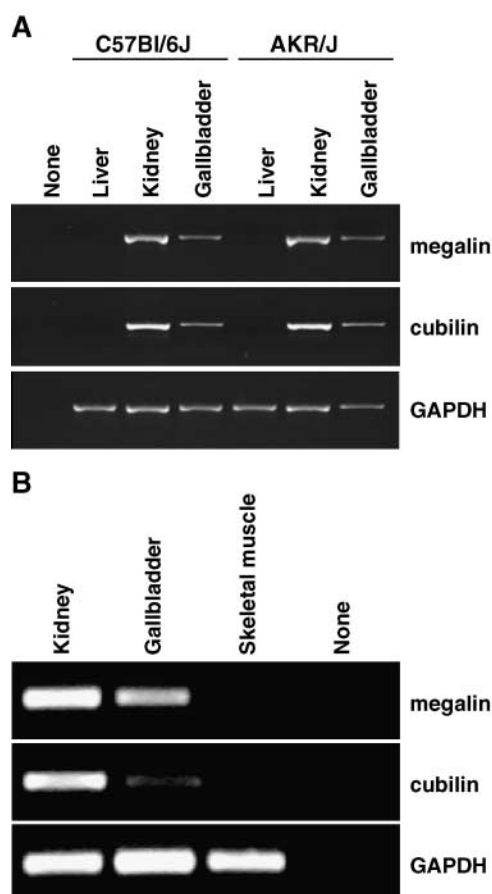 A
C57Bl/6J AKR/J
None Liver Kidney Gallbladder Liver Kidney Gallbladder
megalin
cubilin
GAPDH
B
Kidney Gallbladder Skeletal muscle None
megalin
cubilin
GAPDH